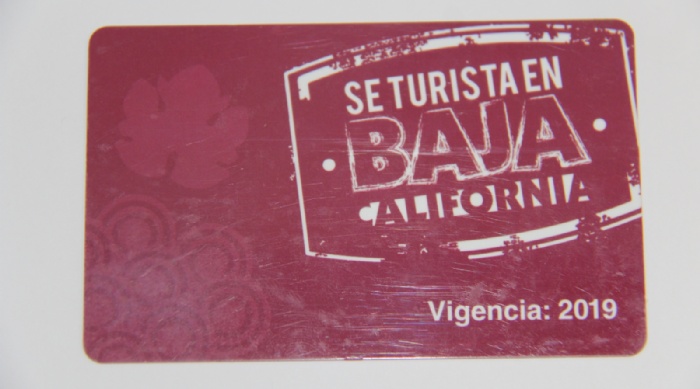 SE TURISTA EN
BAJA
CALIFORNIA
Vigencia: 2019